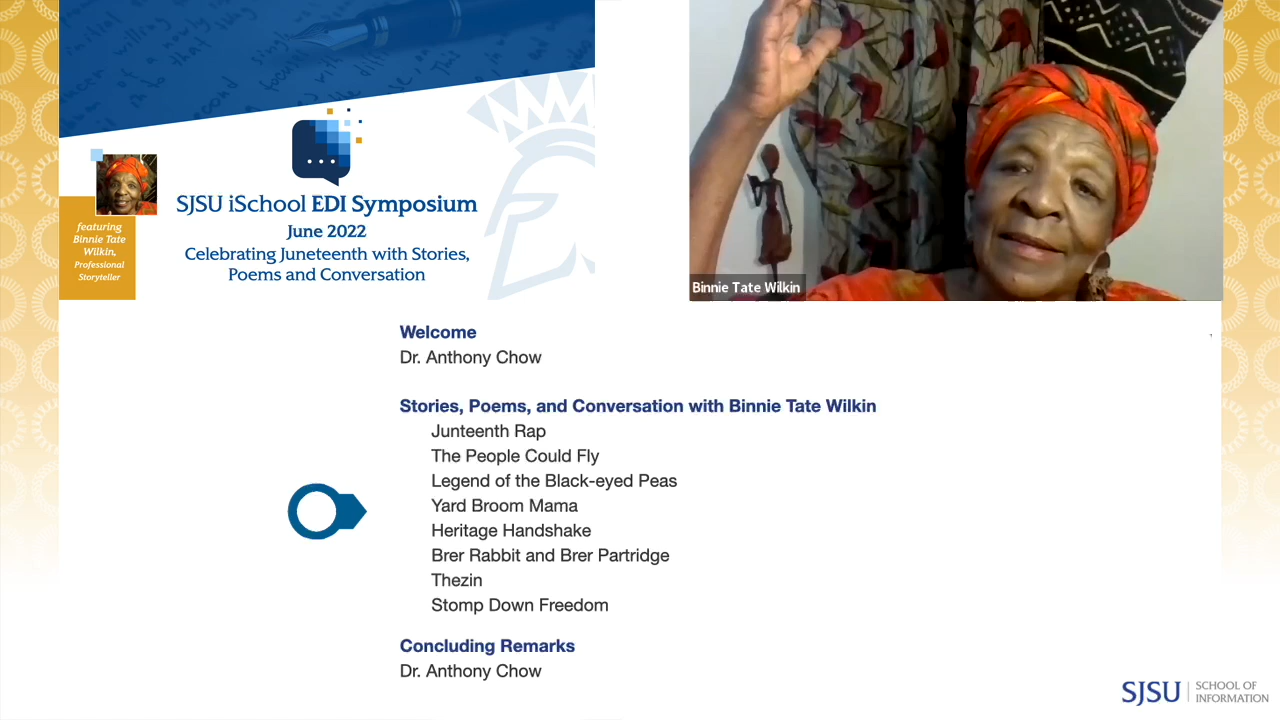 SJSU iSchool EDI Symposium
June 2022
Celebrating Juneteenth with Stories,
Poems and Conversation
featuring
Binnie Tate
Wilkin,
Professional
Storyteller
Binnie Tate Wilkin
Welcome
Dr. Anthony Chow
Stories, Poems, and Conversation with Binnie Tate Wilkin
Junteenth Rap
The People Could Fly
Legend of the Black-eyed Peas
Yard Broom Mama
Heritage Handshake
Brer Rabbit and Brer Partridge
Thezin
Stomp Down Freedom
Concluding Remarks
Dr. Anthony Chow
SJSU
SCHOOL OF
INFORMATION